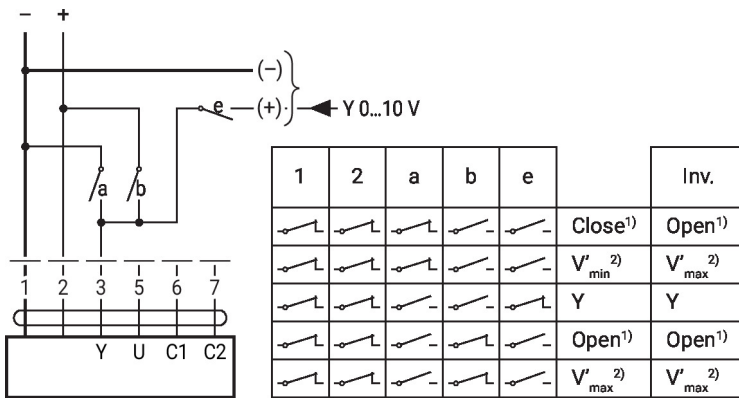 − +
(−)
e (+) Y 0...10 V
a b
1 2 3 5 6 7
Y U C1 C2
1 2 a b e Inv.
Close1) Open1)
V'min2) V'max2)
Y Y
Open1) Open1)
V'max2) V'max2)